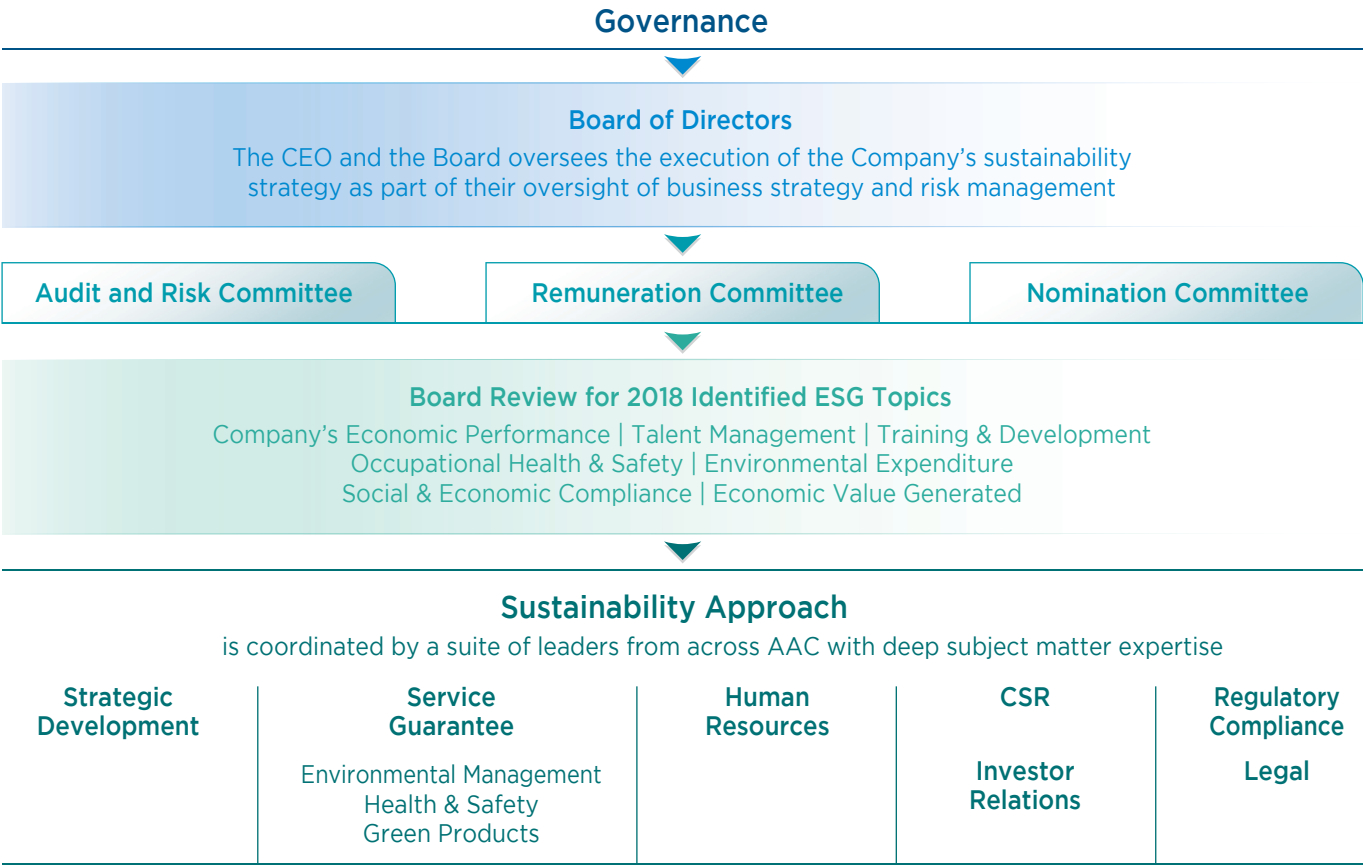 Governance
Board of Directors
The CEO and the Board oversees the execution of the Company’s sustainability
strategy as part of their oversight of business strategy and risk management
Audit and Risk Committee
Remuneration Committee
Nomination Committee
Board Review for 2018 Identified ESG Topics
Company’s Economic Performance | Talent Management | Training & Development
Occupational Health & Safety | Environmental Expenditure
Social & Economic Compliance | Economic Value Generated
Sustainability Approach
is coordinated by a suite of leaders from across AAC with deep subject matter expertise
Strategic
Development
Service
Guarantee
Environmental Management
Health & Safety
Green Products
Human
Resources
CSR
Investor
Relations
Regulatory
Compliance
Legal